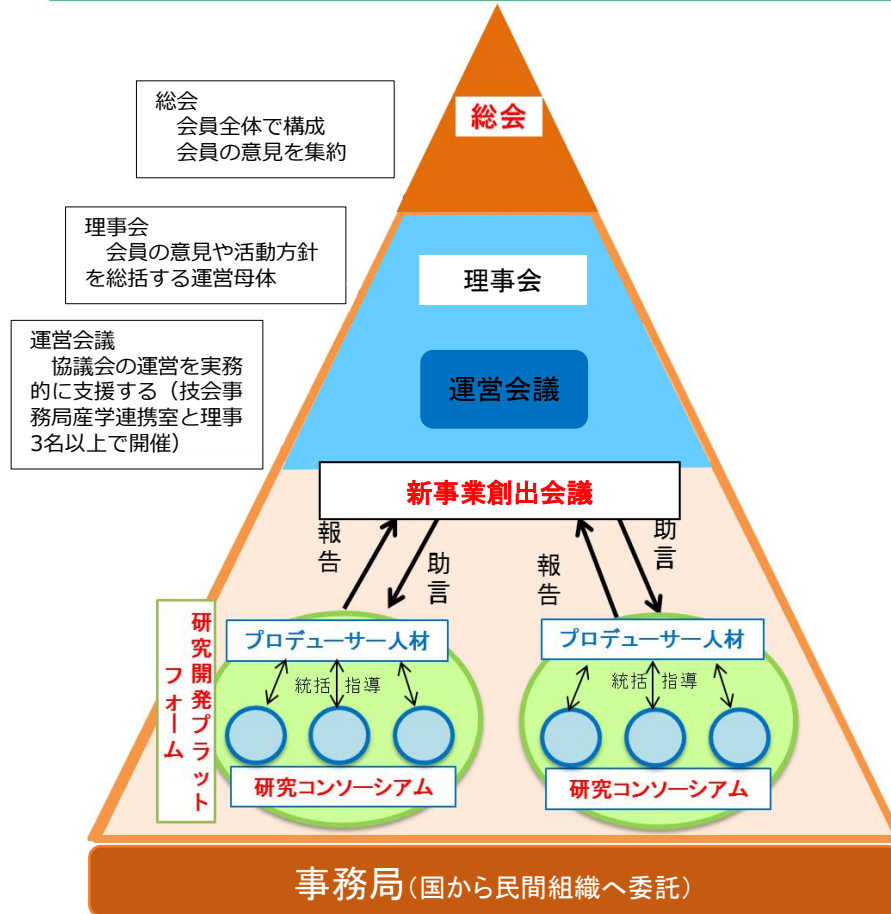 総会
総会
会員全体で構成
会員の意見を集約
理事会
会員の意見や活動方針
を総括する運営母体
理事会
運営会議
協議会の運営を実務
的に支援する（技会事
務局産学連携室と理事
3名以上で開催）
運営会議
新事業創出会議
報告
助言
報告
助言
研究開発プラット
フォーム
プロデューサー人材
統括 指導
研究コンソーシアム
プロデューサー人材
統括 指導
研究コンソーシアム
事務局（国から民間組織へ委託）